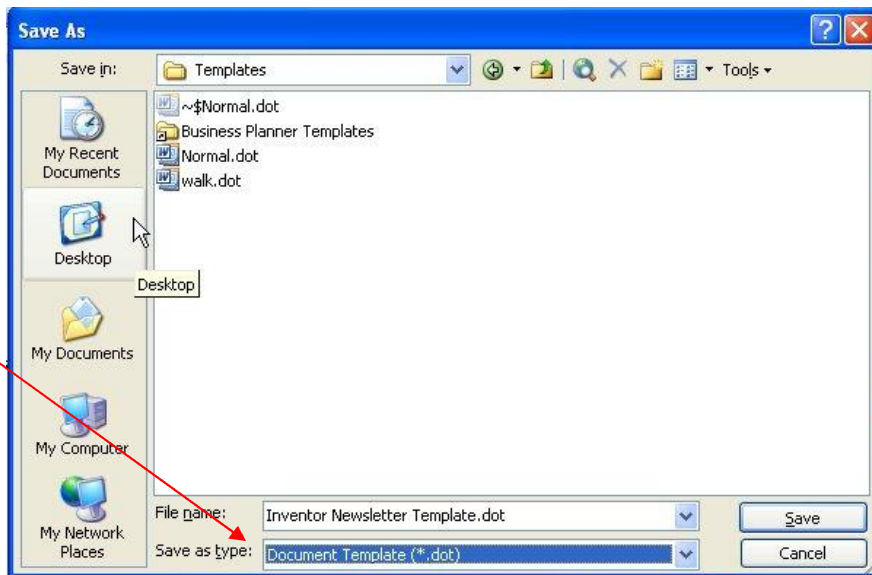 Save As
Save in: Templates Tools
~$Normal.dot
Business Planner Templates
Normal.dot
walk.dot
My Recent
Documents
Desktop
Desktop
My Documents
My Computer
My Network
Places
File name: Inventor Newsletter Template.dot Save
Save as type: Document Template (*.dot) Cancel